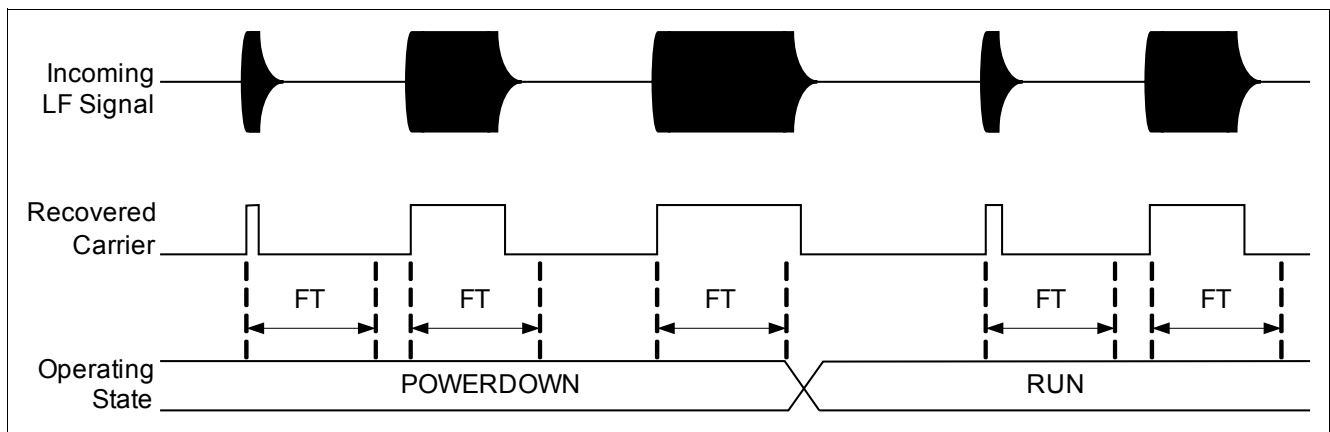 Incoming
LF Signal
Recovered
Carrier
FT
FT
FT
FT
FT
Operating
State
POWERDOWN
RUN